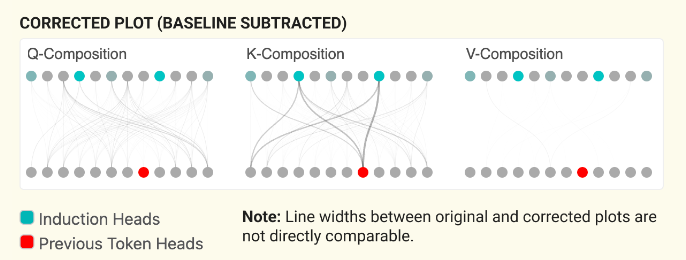 CORRECTED PLOT (BASELINE SUBTRACTED)
Q-Composition
K-Composition
V-Composition
Induction Heads
Previous Token Heads
Note: Line widths between original and corrected plots are
not directly comparable.